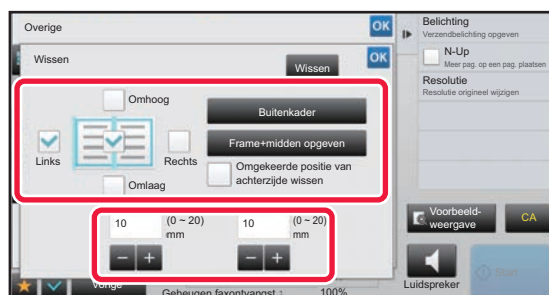 Overige
OK
Wissen
Wissen
OK
Omhoog
Links
Rechts
Omlaag
Buitenkader
Frame+midden opgeven
Omgekeerde positie van
achterzijde wissen
10
(0 ~ 20)
mm
10
(0 ~ 20)
mm
Vorige
Geheugen faxontvangst :
100%
Belichting
Verzendbelichting opgeven
N-Up
Meer pag. op een pag. plaatsen
Resolutie
Resolutie origineel wijzigen
Voorbeeld-
weergave
CA
Luidspreker
Start